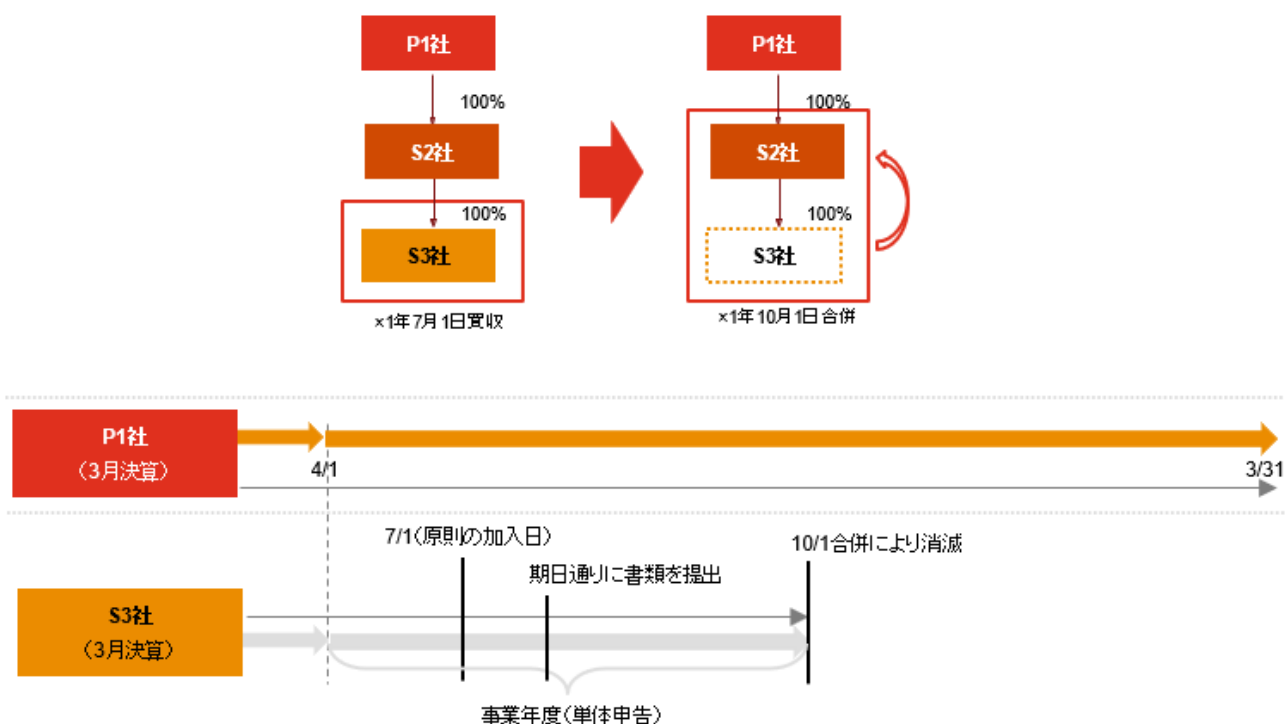 P1社
P1社
100%
100%
S2社
S2社
100%
100%
S3社
S3社
×1年7月1日買収
×1年10月1日合併
P1社
(3月決算)
4/1
3/31
7/1(原則の加入日)
10/1合併により消滅
期日通りに書類を提出
S3社
(3月決算)
事業年度(単体申告)